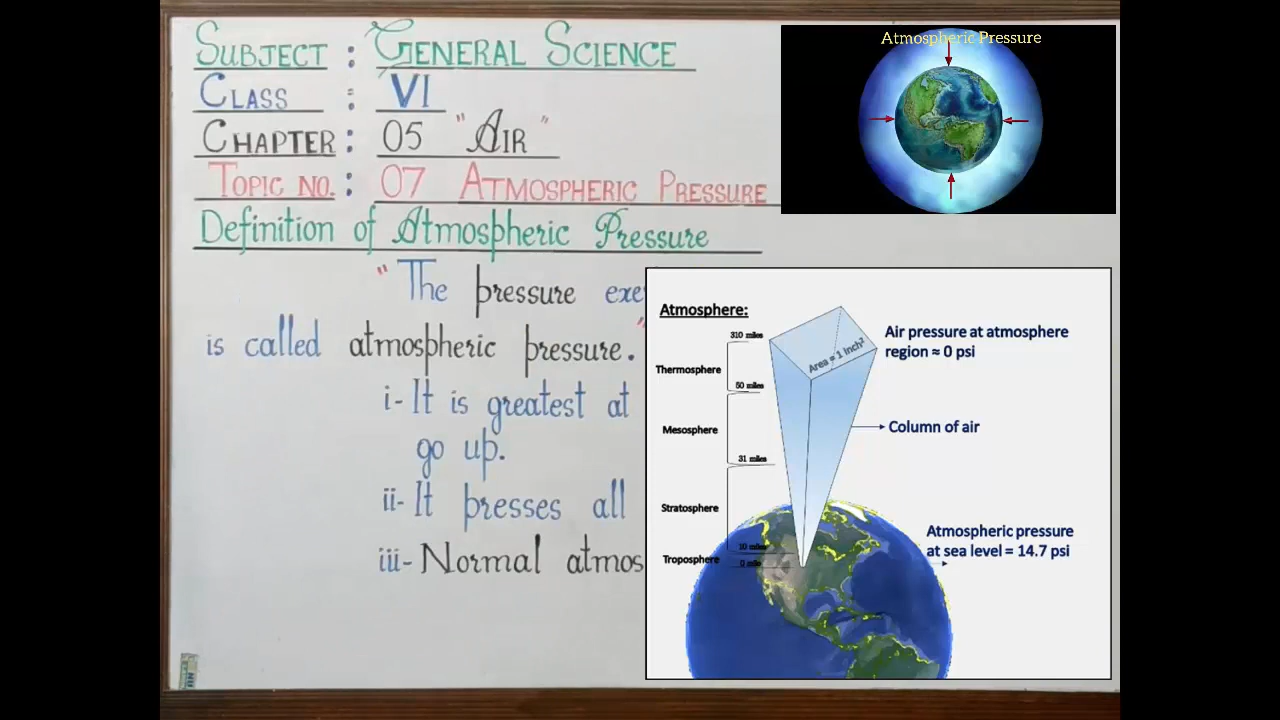 SUBJECT : GENERAL SCIENCE
CLASS : VI
CHAPTER : 05 "AIR"
TOPIC NO. : 07 ATMOSPHERIC PRESSURE
Definition of Atmospheric Pressure
"The pressure exe
is called atmospheric pressure."
i- It is greatest at
go up.
ii- It presses all
iii- Normal atmos
Atmospheric Pressure
Atmosphere:
310 miles
Thermosphere
50 miles
Mesosphere
31 miles
Stratosphere
10 miles
Troposphere
0 mile
Area = 1 inch²
Air pressure at atmosphere
region ≈ 0 psi
Column of air
Atmospheric pressure
at sea level = 14.7 psi